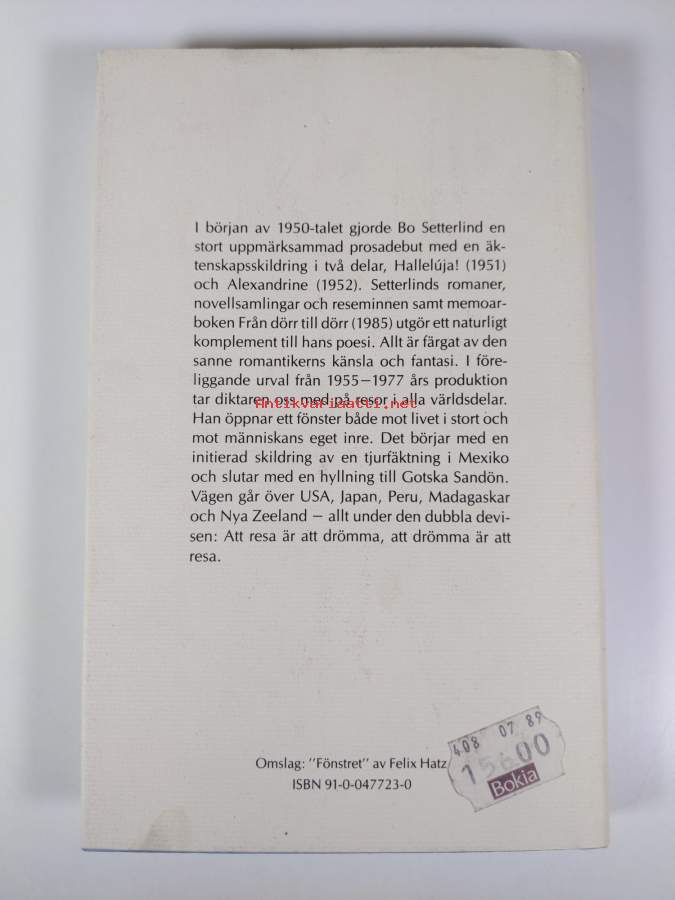 I början av 1950-talet gjorde Bo Setterlind en
stort uppmärksammad prosadebut med en äk-
tenskapsskildring i två delar, Hallelúja! (1951)
och Alexandrine (1952). Setterlinds romaner,
novellsamlingar och reseminnen samt memoar-
boken Från dörr till dörr (1985) utgör ett naturligt
komplement till hans poesi. Allt är färgat av den
sanne romantikerns känsla och fantasi. I före-
liggande urval från 1955–1977 års produktion
tar diktaren oss med på resor i alla världsdelar.
Antikvariaatti.net
Han öppnar ett fönster både mot livet i stort och
mot människans eget inre. Det börjar med en
initierad skildring av en tjurfäktning i Mexiko
och slutar med en hyllning till Gotska Sandön.
Vägen går över USA, Japan, Peru, Madagaskar
och Nya Zeeland – allt under den dubbla devi-
sen: Att resa är att drömma, att drömma är att
resa.
Omslag: "Fönstret" av Felix Hatz
ISBN 91-0-047723-0
408 07 89
156.00
Bokia